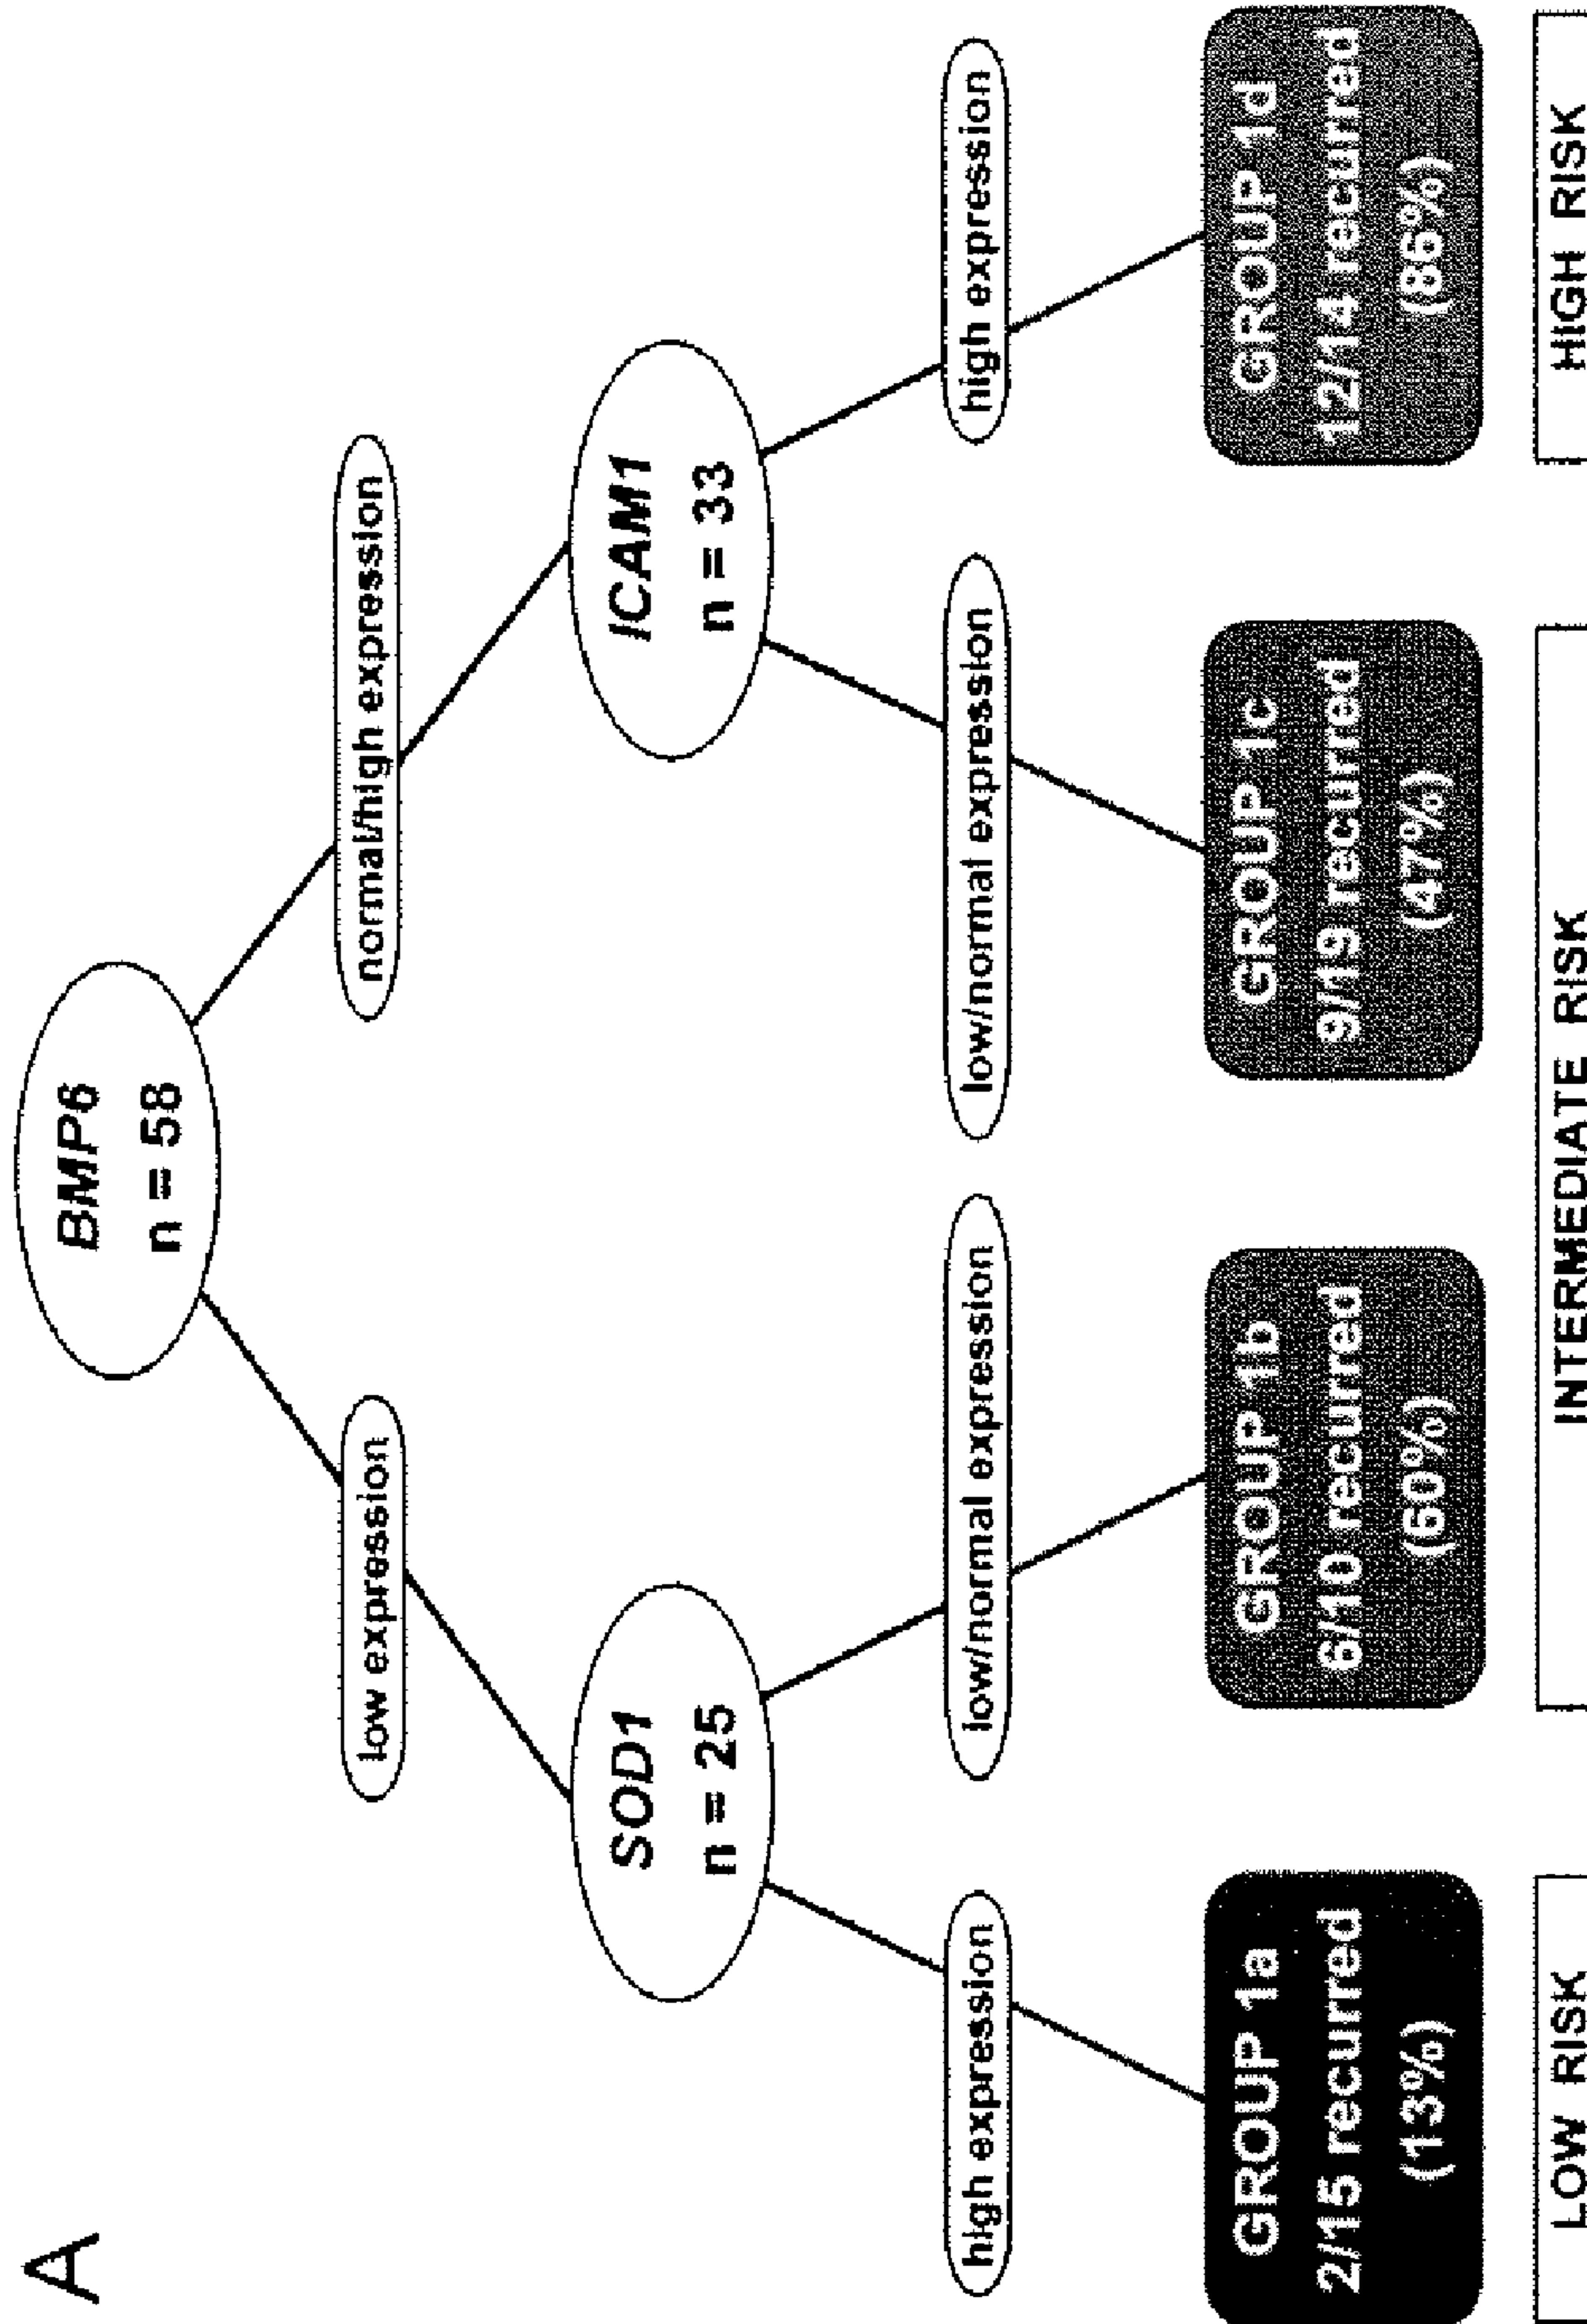 A
BMP6
n = 58
low expression
normal/high expression
SOD1
n = 25
ICAM1
n = 33
high expression
low/normal expression
low/normal expression
high expression
GROUP 1a
2/15 recurred
(13%)
GROUP 1b
6/10 recurred
(60%)
GROUP 1c
9/19 recurred
(47%)
GROUP 1d
12/14 recurred
(86%)
LOW RISK
INTERMEDIATE RISK
HIGH RISK